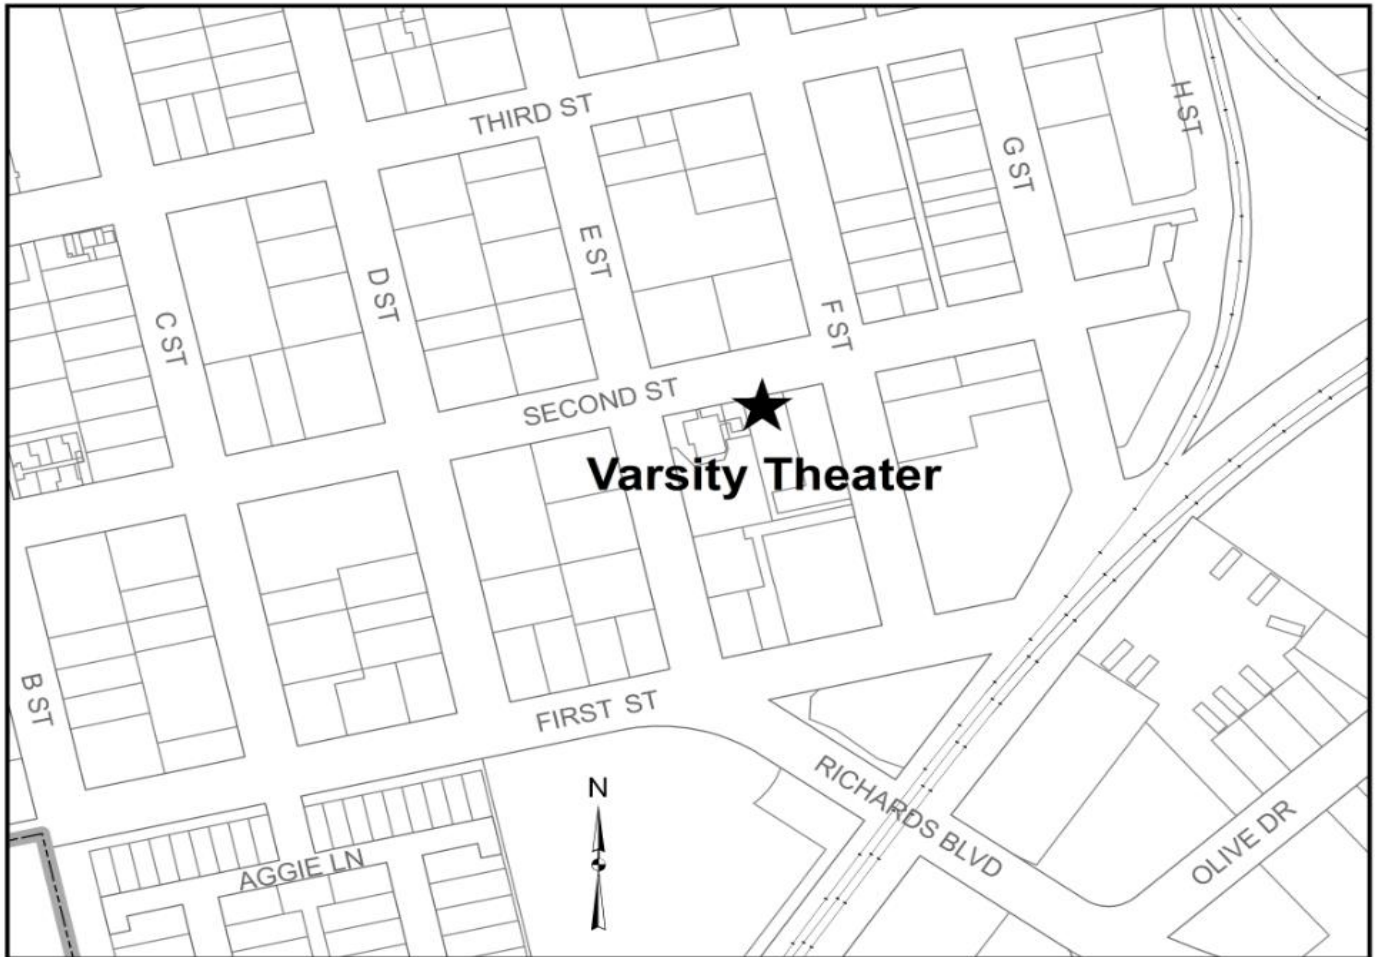 THIRD ST
H ST
G ST
E ST
D ST
F ST
C ST
SECOND ST
Varsity Theater
B ST
FIRST ST
RICHARDS BLVD
N
OLIVE DR
AGGIE LN